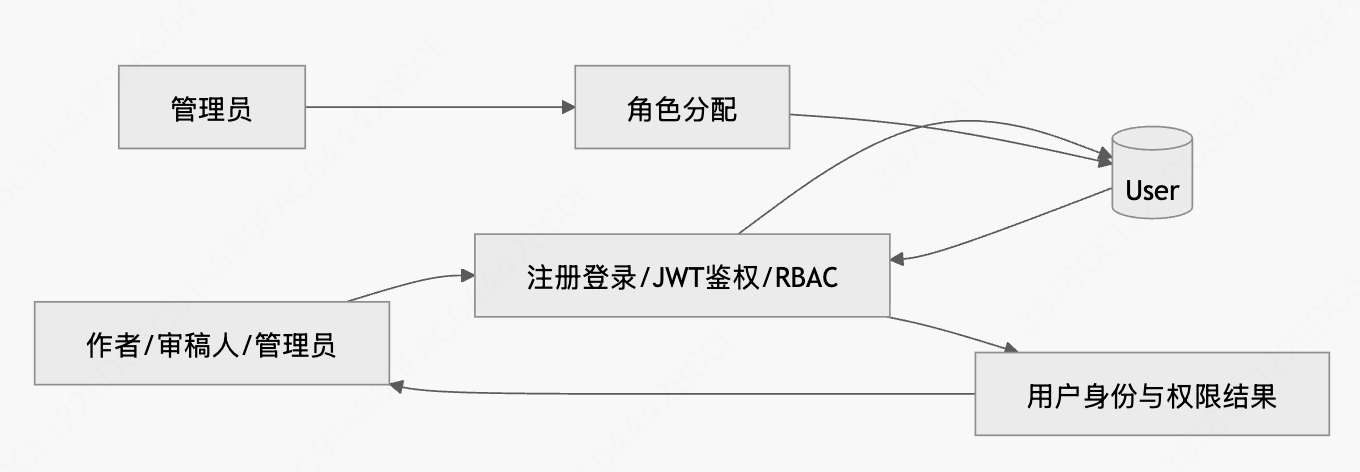 管理员
角色分配
User
注册登录/JWT鉴权/RBAC
作者/审稿人/管理员
用户身份与权限结果